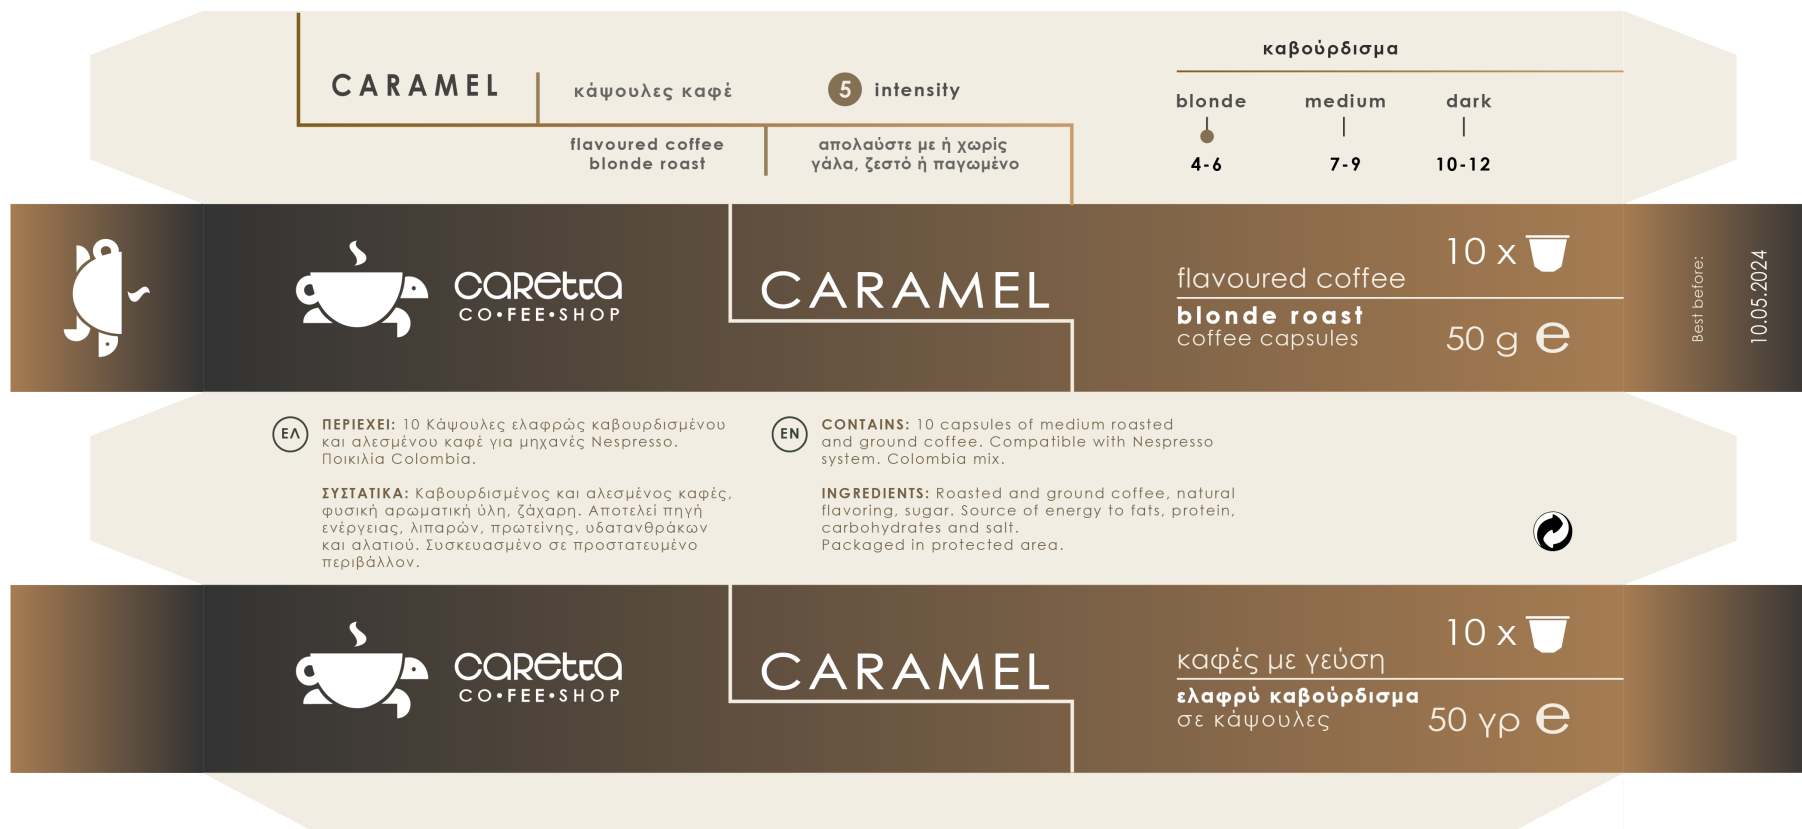 CARAMEL
κάψουλες καφέ
5 intensity
flavoured coffee
blonde roast
απολαύστε με ή χωρίς
γάλα, ζεστό ή παγωμένο
καβούρδισμα
blonde medium dark
4-6 7-9 10-12
caretta
CO•FEE•SHOP
CARAMEL
flavoured coffee
blonde roast
coffee capsules
10 x
50 g e
Best before:
10.05.2024
ΕΛ
ΠΕΡΙΕΧΕΙ: 10 Κάψουλες ελαφρώς καβουρδισμένου
και αλεσμένου καφέ για μηχανές Nespresso.
Ποικιλία Colombia.
ΣΥΣΤΑΤΙΚΑ: Καβουρδισμένος και αλεσμένος καφές,
φυσική αρωματική ύλη, ζάχαρη. Αποτελεί πηγή
ενέργειας, λιπαρών, πρωτείνης, υδατανθράκων
και αλατιού. Συσκευασμένο σε προστατευμένο
περιβάλλον.
EN
CONTAINS: 10 capsules of medium roasted
and ground coffee. Compatible with Nespresso
system. Colombia mix.
INGREDIENTS: Roasted and ground coffee, natural
flavoring, sugar. Source of energy to fats, protein,
carbohydrates and salt.
Packaged in protected area.
caretta
CO•FEE•SHOP
CARAMEL
καφές με γεύση
ελαφρύ καβούρδισμα
σε κάψουλες
10 x
50 γρ e